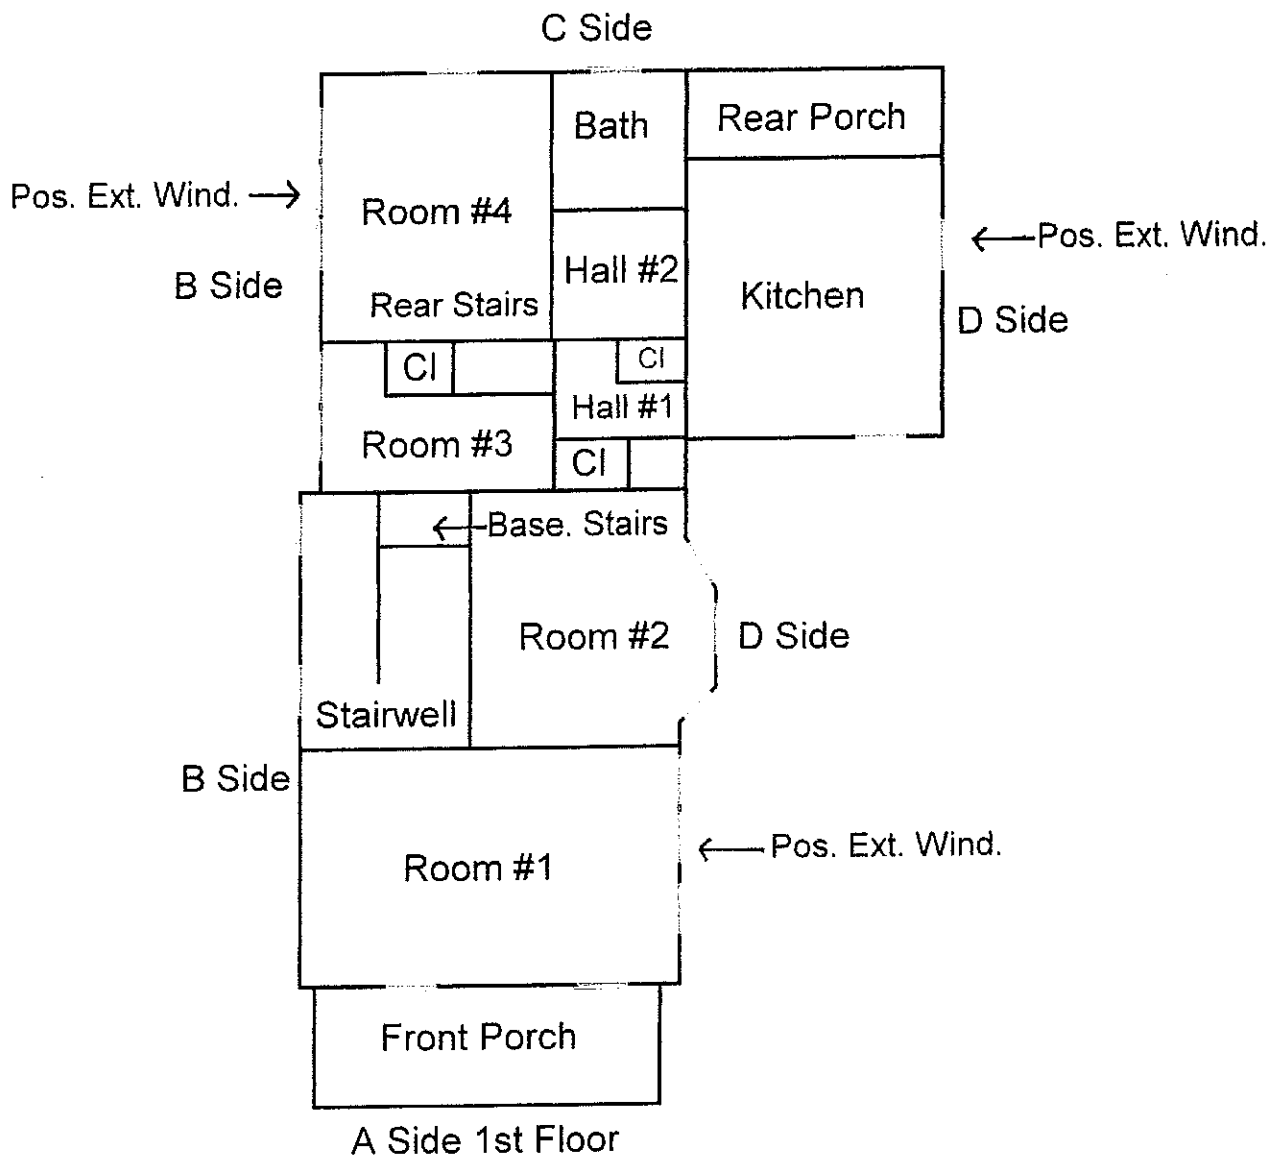 C Side
Bath
Rear Porch
Pos. Ext. Wind.
Room #4
Pos. Ext. Wind.
Hall #2
B Side
Kitchen
Rear Stairs
D Side
Cl
Cl
Hall #1
Room #3
Cl
Base. Stairs
Room #2
D Side
Stairwell
B Side
Pos. Ext. Wind.
Room #1
Front Porch
A Side 1st Floor